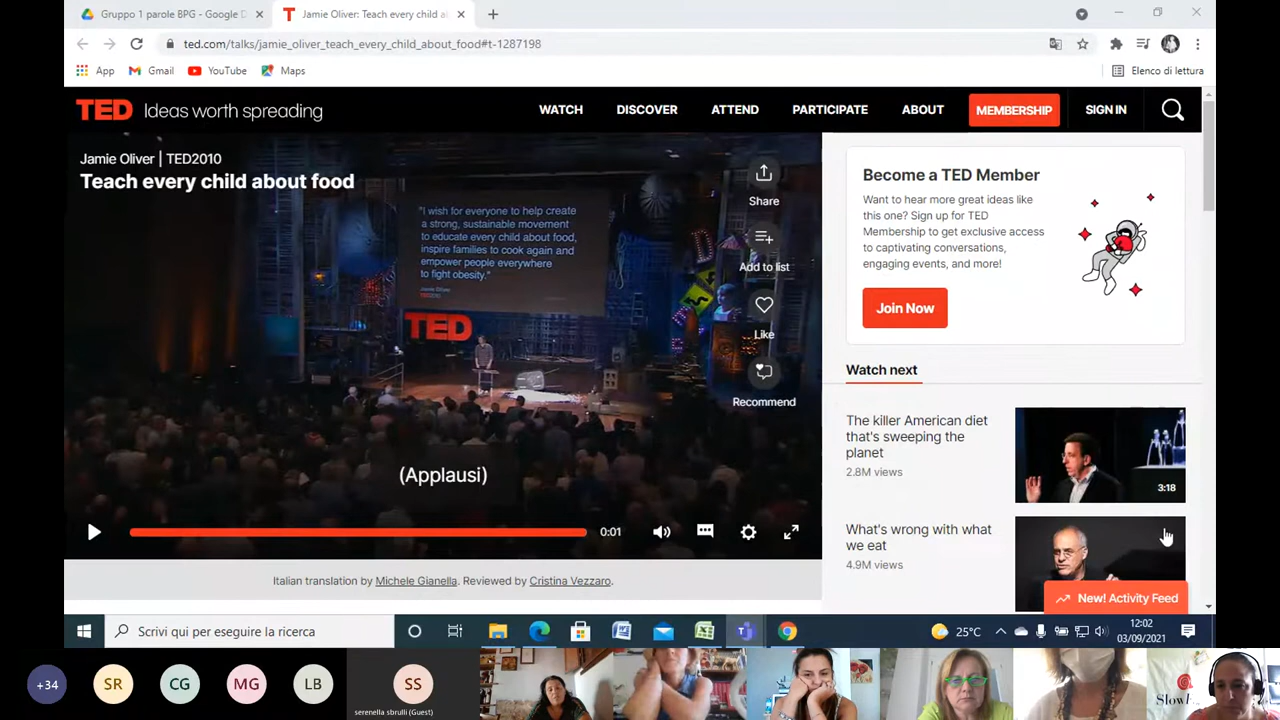 Gruppo 1 parole BPG - Google D
Jamie Oliver: Teach every child a
ted.com/talks/jamie_oliver_teach_every_child_about_food#t-1287198
App
Gmail
YouTube
Maps
Elenco di lettura
TED Ideas worth spreading
WATCH
DISCOVER
ATTEND
PARTICIPATE
ABOUT
MEMBERSHIP
SIGN IN
Jamie Oliver | TED2010
Teach every child about food
"I wish for everyone to help create
a strong, sustainable movement
to educate every child about food,
inspire families to cook again and
empower people everywhere
to fight obesity."
Jamie Oliver
TED2010
TED
Share
Add to list
Like
Recommend
(Applausi)
0:01
Italian translation by Michele Gianella. Reviewed by Cristina Vezzaro.
Become a TED Member
Want to hear more great ideas like
this one? Sign up for TED
Membership to get exclusive access
to captivating conversations,
engaging events, and more!
Join Now
Watch next
The killer American diet
that's sweeping the
planet
2.8M views
3:18
What's wrong with what
we eat
4.9M views
New! Activity Feed
Scrivi qui per eseguire la ricerca
25°C
12:02
03/09/2021
+34
SR
CG
MG
LB
SS
serenella sbrulli (Guest)